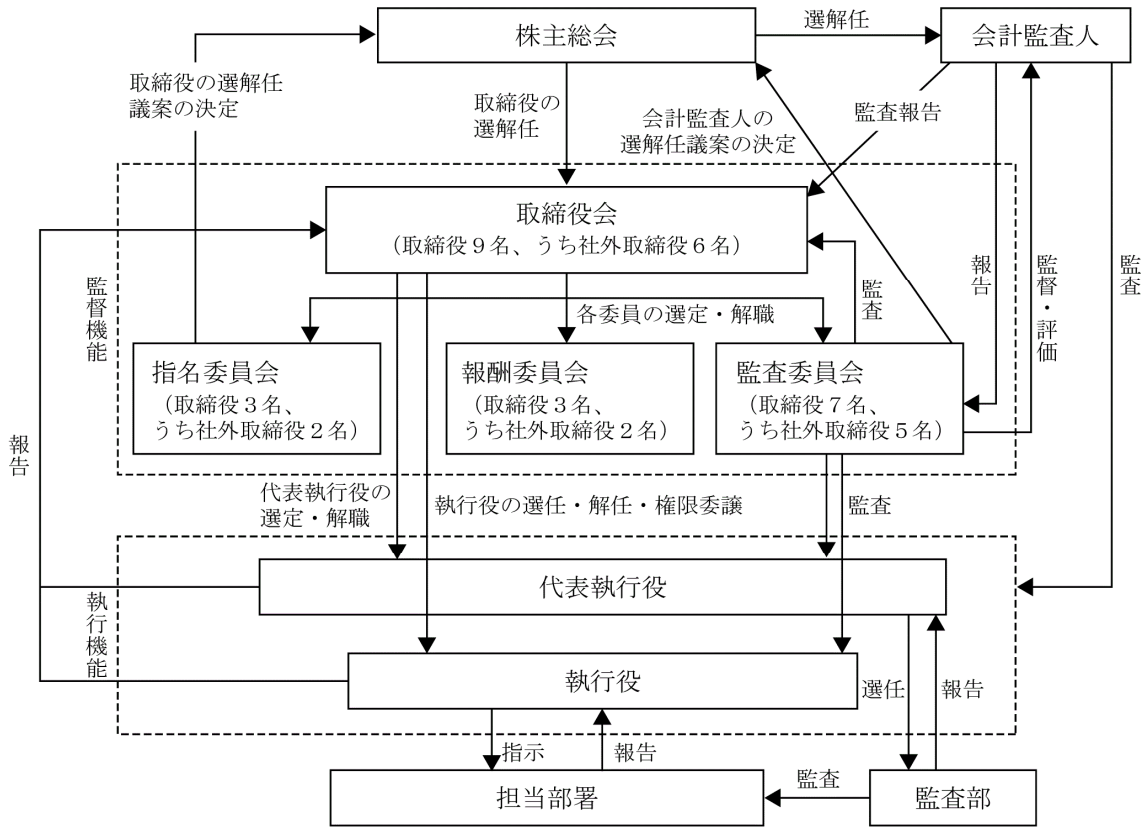 株主総会
選解任
会計監査人
取締役の選解任
議案の決定
取締役の
選解任
会計監査人の
選解任議案の決定
監査報告
取締役会
（取締役９名、うち社外取締役６名）
監督機能
監査
報告
監督・評価
監査
各委員の選定・解職
指名委員会
（取締役３名、
うち社外取締役２名）
報酬委員会
（取締役３名、
うち社外取締役２名）
監査委員会
（取締役７名、
うち社外取締役５名）
報告
代表執行役の
選定・解職
執行役の選任・解任・権限委譲
監査
代表執行役
執行機能
執行役
選任
報告
指示
報告
担当部署
監査
監査部